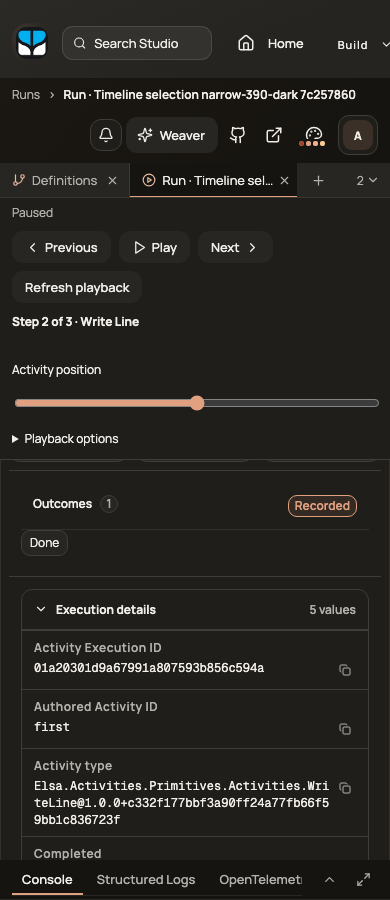 Search Studio
Home
Build
Runs > Run · Timeline selection narrow-390-dark 7c257860
Weaver
A
Definitions
Run · Timeline sel...
2
Paused
Previous
Play
Next
Refresh playback
Step 2 of 3 · Write Line
Activity position
Playback options
Outcomes 1
Recorded
Done
Execution details
5 values
Activity Execution ID
01a20301d9a67991a807593b856c594a
Authored Activity ID
first
Activity type
Elsa.Activities.Primitives.Activities.Wri
teLine@1.0.0+c332f177bbf3a90ff24a77fb66f5
9bb1c836723f
Completed
Console
Structured Logs
OpenTelemet